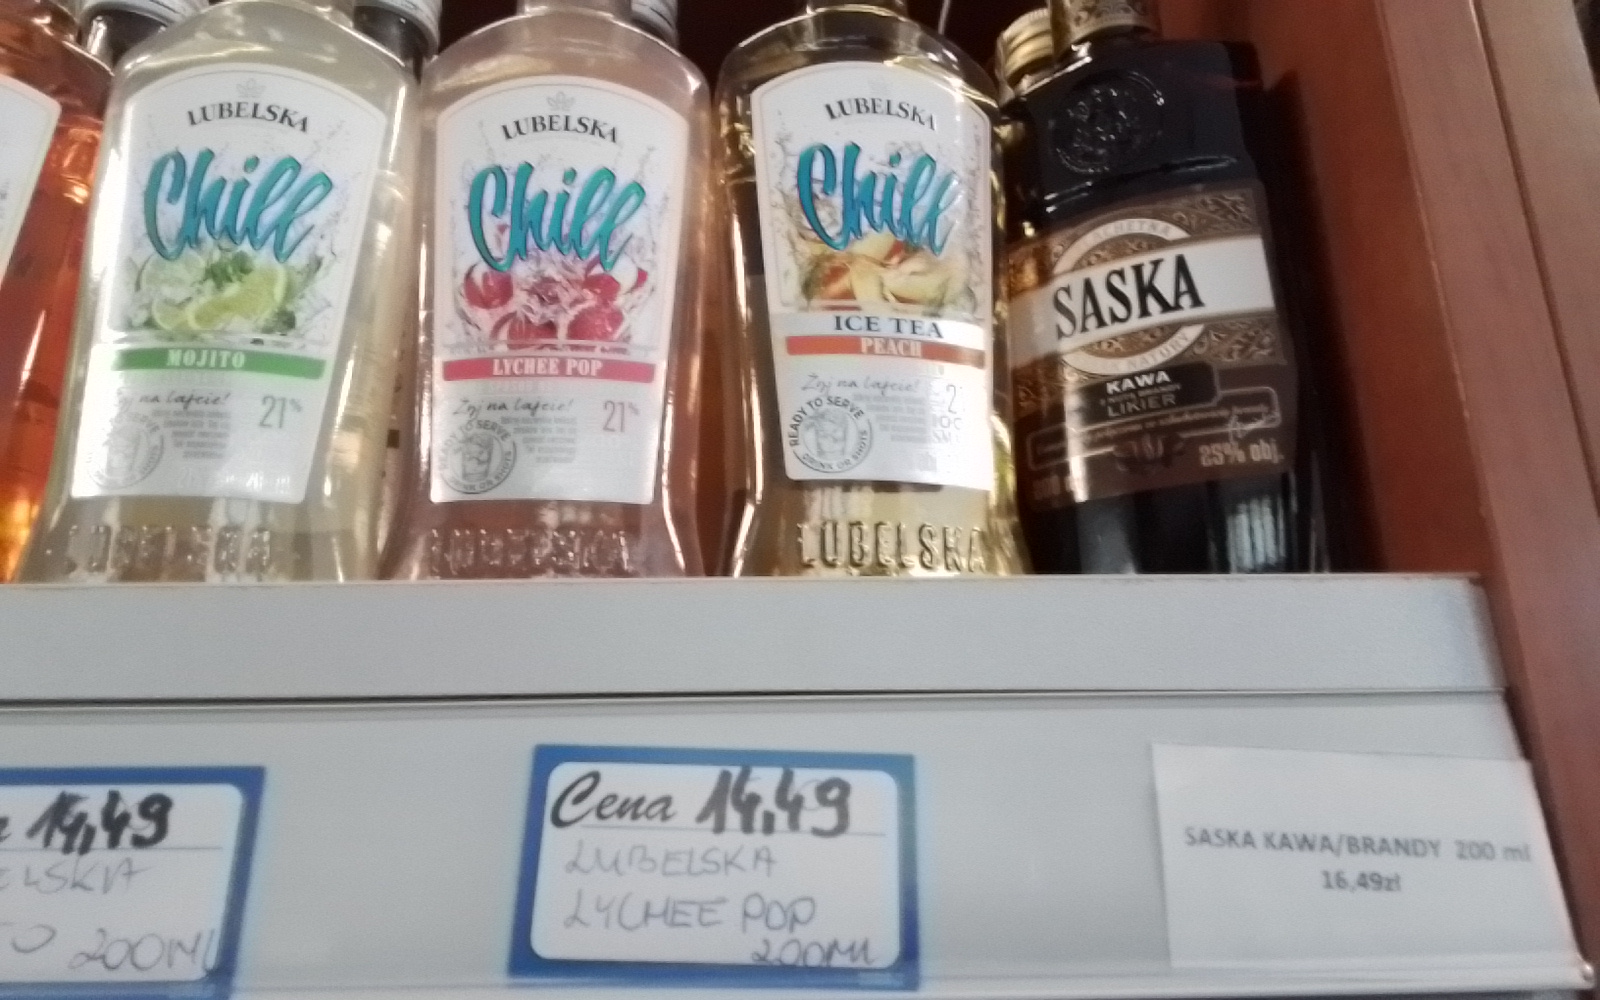 LUBELSKA
Chill
MOJITO
na lajcie!
21%
LUBELSKA
LUBELSKA
Chill
LYCHEE POP
Żyj na lajcie!
21%
READY TO SERVE
DRINK OR SHOTS
LUBELSKA
LUBELSKA
Chill
ICE TEA
PEACH
Żyj na lajcie!
READY TO SERVE
DRINK OR SHOTS
LUBELSKA
SASKA
KAWA
LIKIER
25% obj.
14,49
200ML
Cena 14,49
LUBELSKA
LYCHEE POP
200ML
SASKA KAWA/BRANDY 200 ml
16,49zł